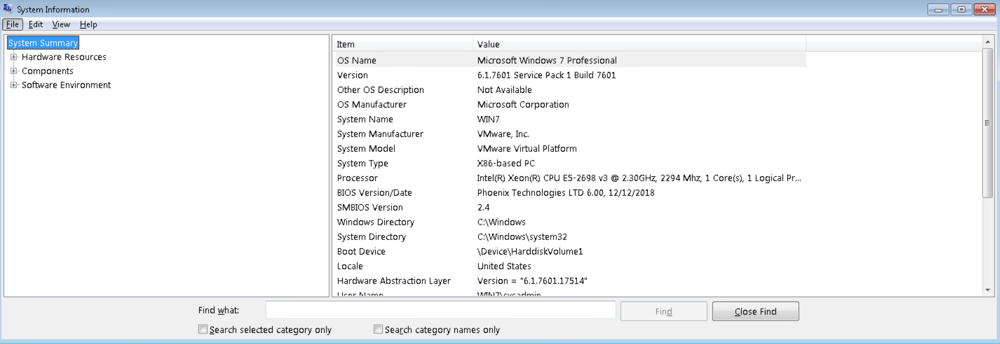 System Information
File Edit View Help
System Summary
Hardware Resources
Components
Software Environment
Item Value
OS Name Microsoft Windows 7 Professional
Version 6.1.7601 Service Pack 1 Build 7601
Other OS Description Not Available
OS Manufacturer Microsoft Corporation
System Name WIN7
System Manufacturer VMware, Inc.
System Model VMware Virtual Platform
System Type X86-based PC
Processor Intel(R) Xeon(R) CPU E5-2698 v3 @ 2.30GHz, 2294 Mhz, 1 Core(s), 1 Logical Pr...
BIOS Version/Date Phoenix Technologies LTD 6.00, 12/12/2018
SMBIOS Version 2.4
Windows Directory C:\Windows
System Directory C:\Windows\system32
Boot Device \Device\HarddiskVolume1
Locale United States
Hardware Abstraction Layer Version = "6.1.7601.17514"
User Name WIN7\sysadmin
Find what: Find Close Find
Search selected category only Search category names only